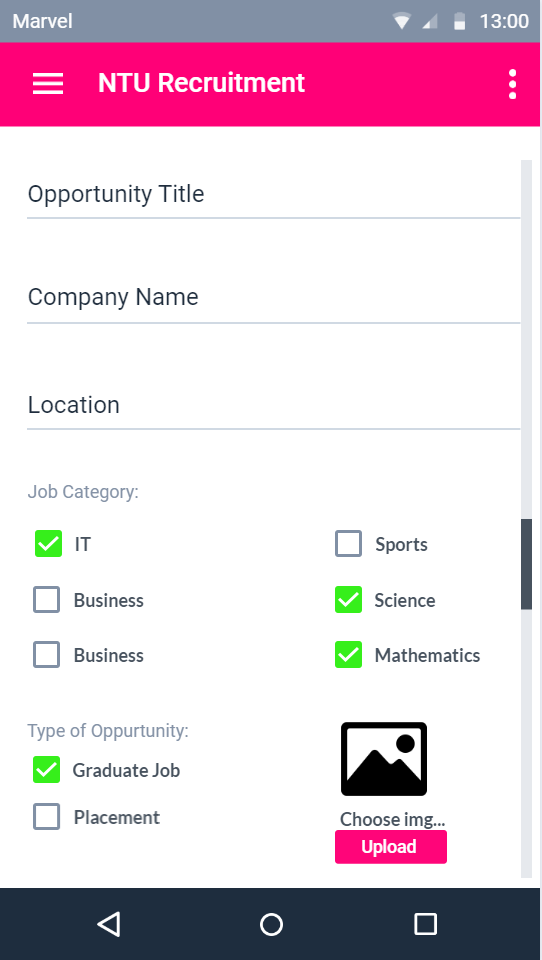 Marvel 13:00
NTU Recruitment
Opportunity Title
Company Name
Location
Job Category:
IT Sports
Business Science
Business Mathematics
Type of Oppurtunity:
Graduate Job
Placement
Choose img...
Upload